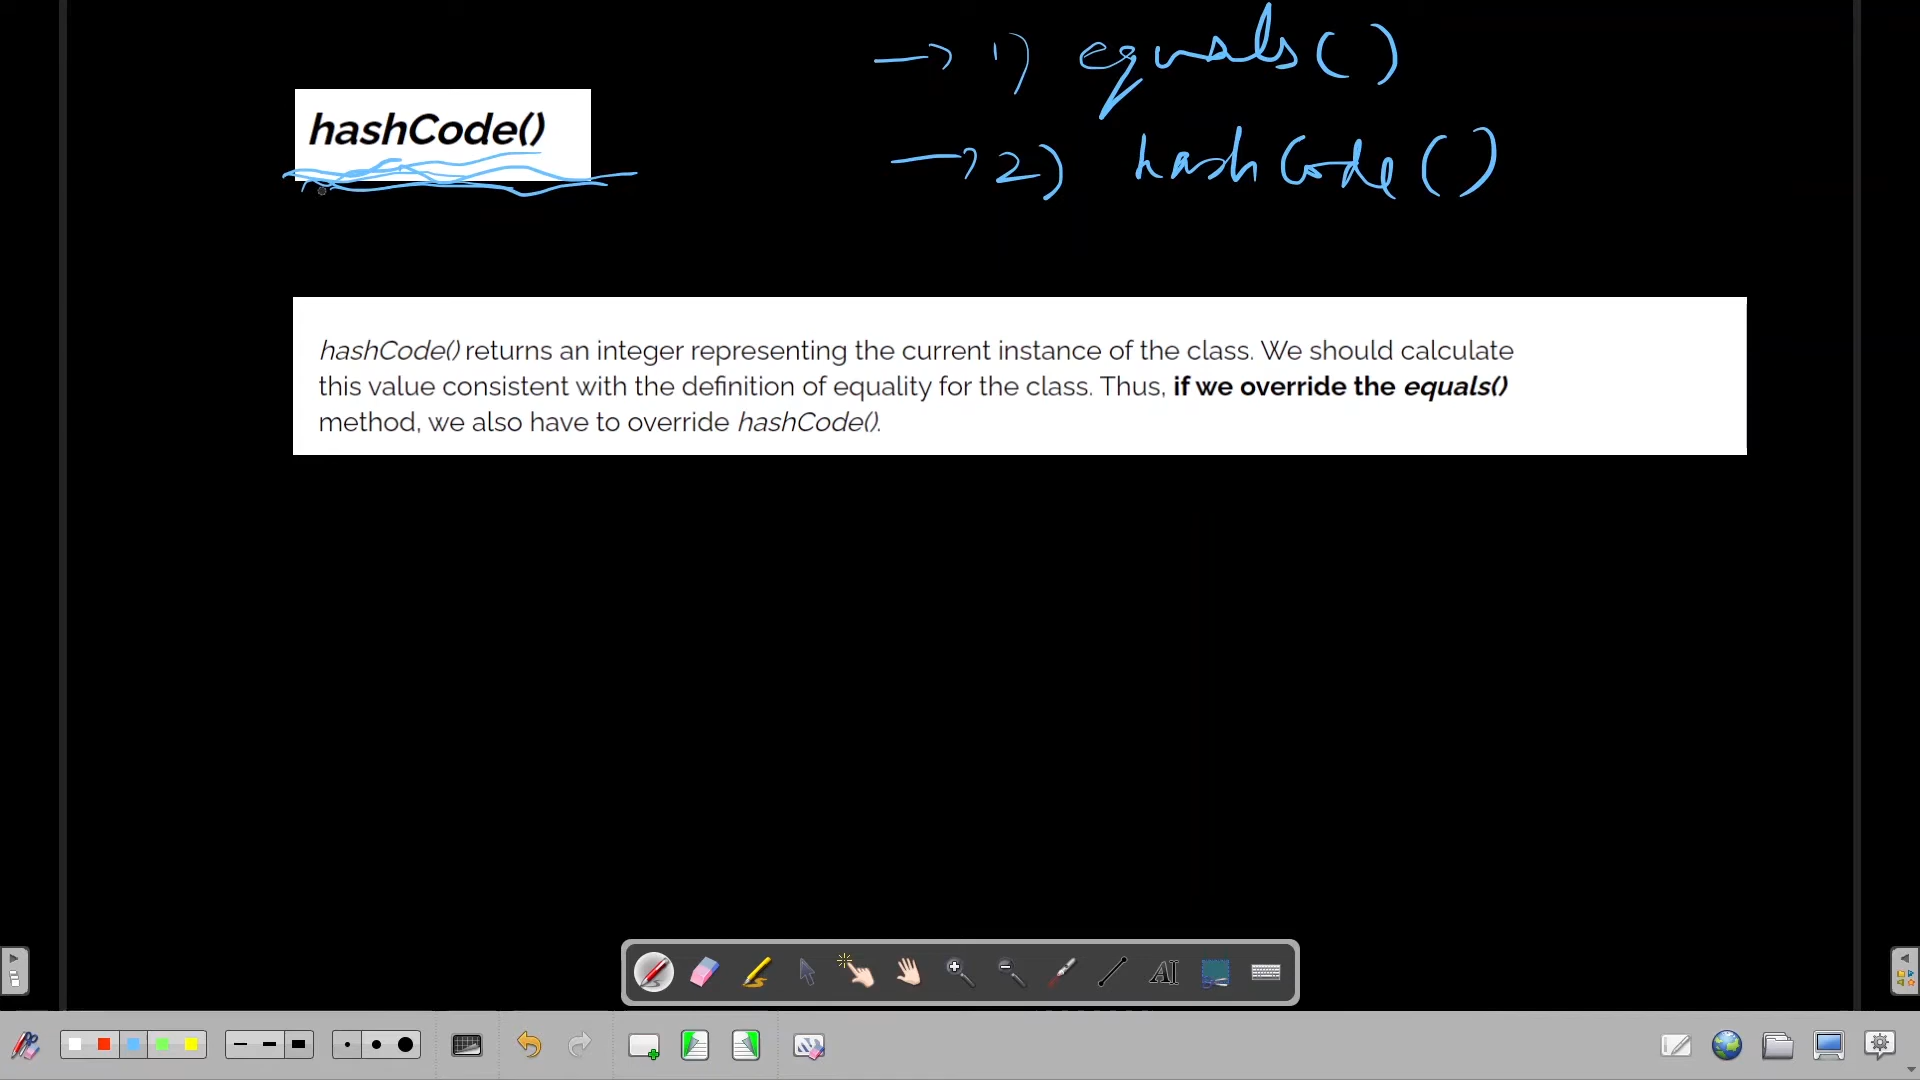 → 1) equals()
hashCode()
→ 2) hashCode()
hashCode() returns an integer representing the current instance of the class. We should calculate
this value consistent with the definition of equality for the class. Thus, if we override the equals()
method, we also have to override hashCode().
AI